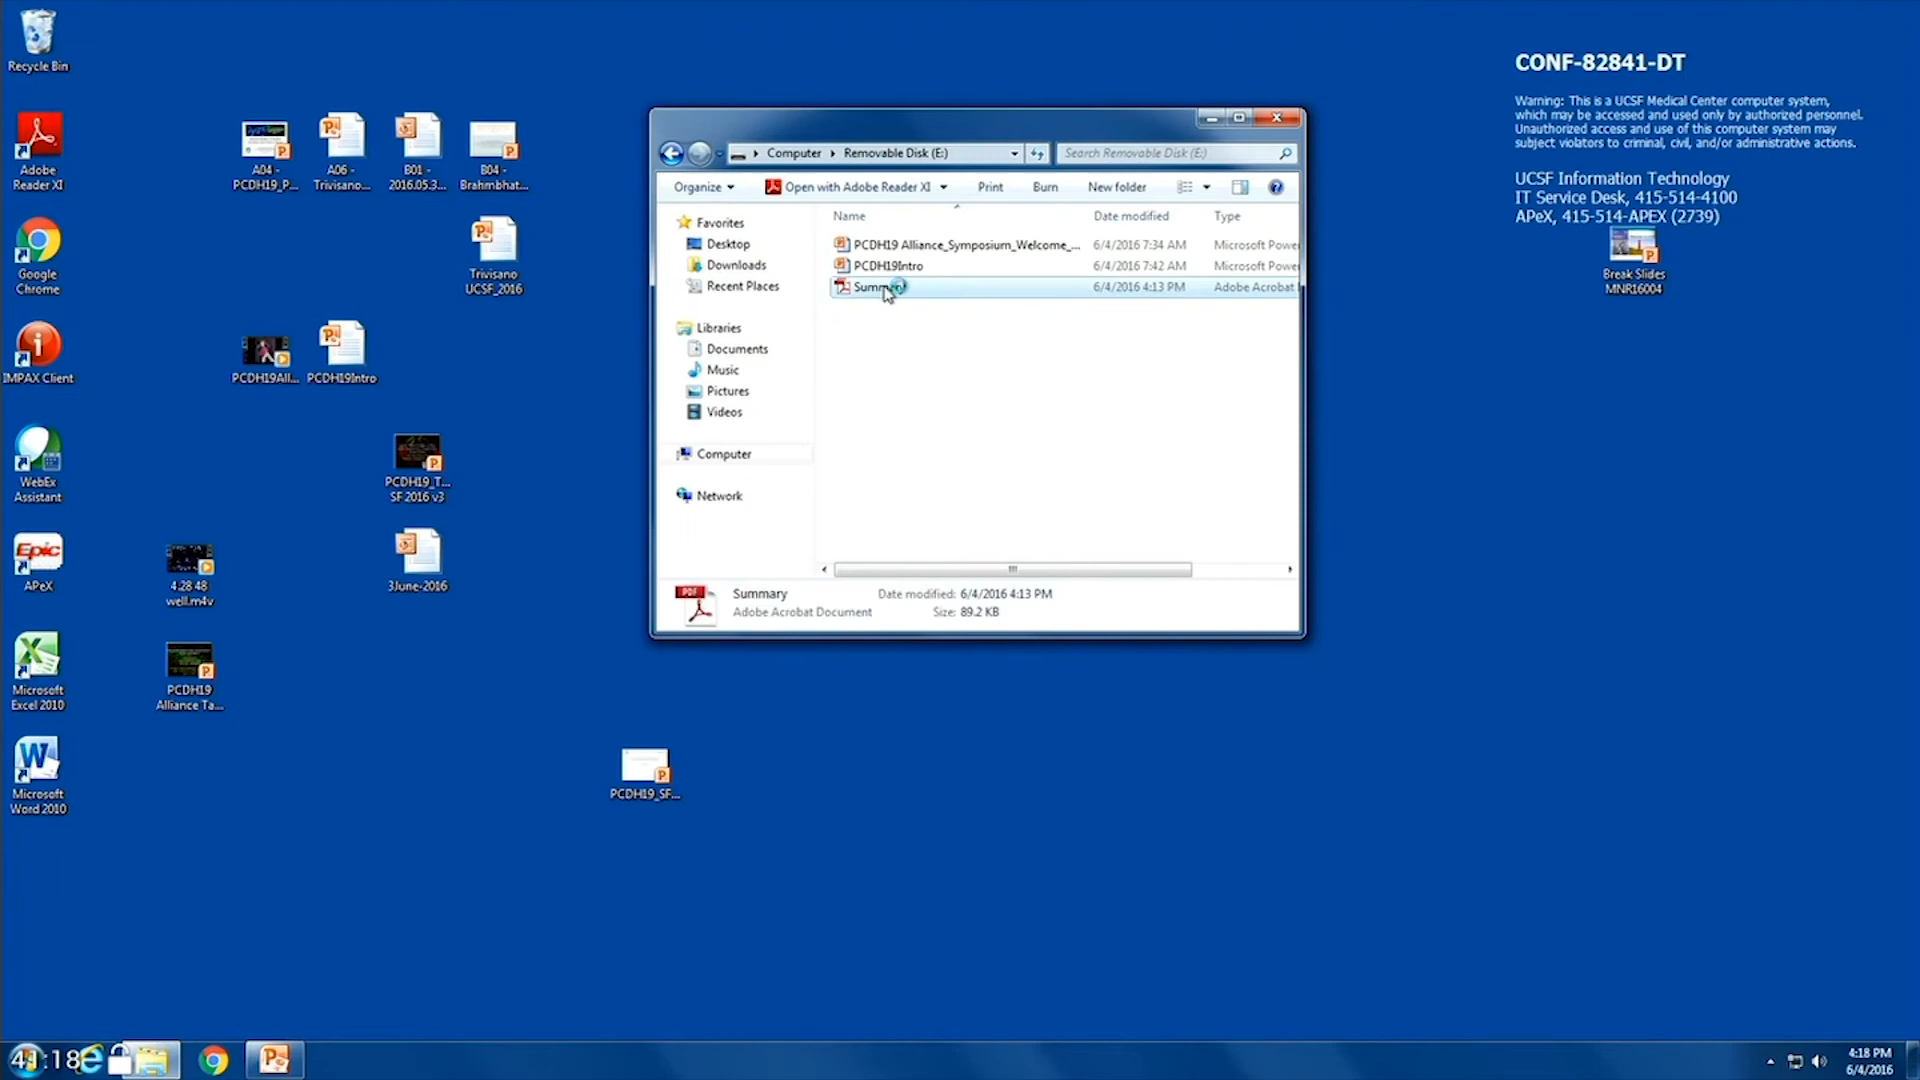 Recycle Bin
Adobe
Reader XI
A04 -
PCDH19_P...
A06 -
Trivisano...
B01 -
2016.05.3...
B04 -
Brahmbhat...
Google
Chrome
Trivisano
UCSF_2016
IMPAX Client
PCDH19All...
PCDH19Intro
WebEx
Assistant
PCDH19_T...
SF 2016 v3
Epic
APeX
4.28 48
well.m4v
3June-2016
Microsoft
Excel 2010
PCDH19
Alliance Ta...
Microsoft
Word 2010
PCDH19_SF...
Computer
Removable Disk (E:)
Search Removable Disk (E:)
Organize
Open with Adobe Reader XI
Print
Burn
New folder
Favorites
Desktop
Downloads
Recent Places
Libraries
Documents
Music
Pictures
Videos
Computer
Network
Name Date modified Type
PCDH19 Alliance_Symposium_Welcome_... 6/4/2016 7:34 AM Microsoft Power
PCDH19Intro 6/4/2016 7:42 AM Microsoft Power
6/4/2016 4:13 PM Adobe Acrobat
PDF
Summary Date modified: 6/4/2016 4:13 PM
Adobe Acrobat Document Size: 89.2 KB
CONF-82841-DT
Warning: This is a UCSF Medical Center computer system,
which may be accessed and used only by authorized personnel.
Unauthorized access and use of this computer system may
subject violators to criminal, civil, and/or administrative actions.
UCSF Information Technology
IT Service Desk, 415-514-4100
APeX, 415-514-APEX (2739)
Break Slides
MNR16004
41:18
4:18 PM
6/4/2016